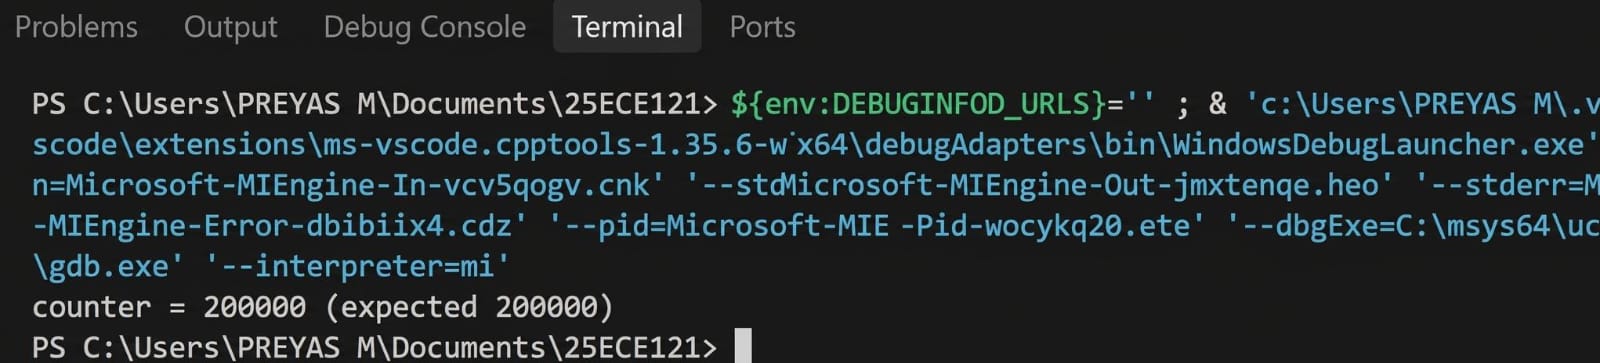 Problems Output Debug Console Terminal Ports
PS C:\Users\PREYAS M\Documents\25ECE121> ${env:DEBUGINFOD_URLS}='' ; & 'c:\Users\PREYAS M\.v
scode\extensions\ms-vscode.cpptools-1.35.6-w x64\debugAdapters\bin\WindowsDebugLauncher.exe'
n=Microsoft-MIEngine-In-vcv5qogv.cnk' '--stdMicrosoft-MIEngine-Out-jmxtenqe.heo' '--stderr=M
-MIEngine-Error-dbibiix4.cdz' '--pid=Microsoft-MIE -Pid-wocykq20.ete' '--dbgExe=C:\msys64\uc
\gdb.exe' '--interpreter=mi'
counter = 200000 (expected 200000)
PS C:\Users\PREYAS M\Documents\25ECE121>